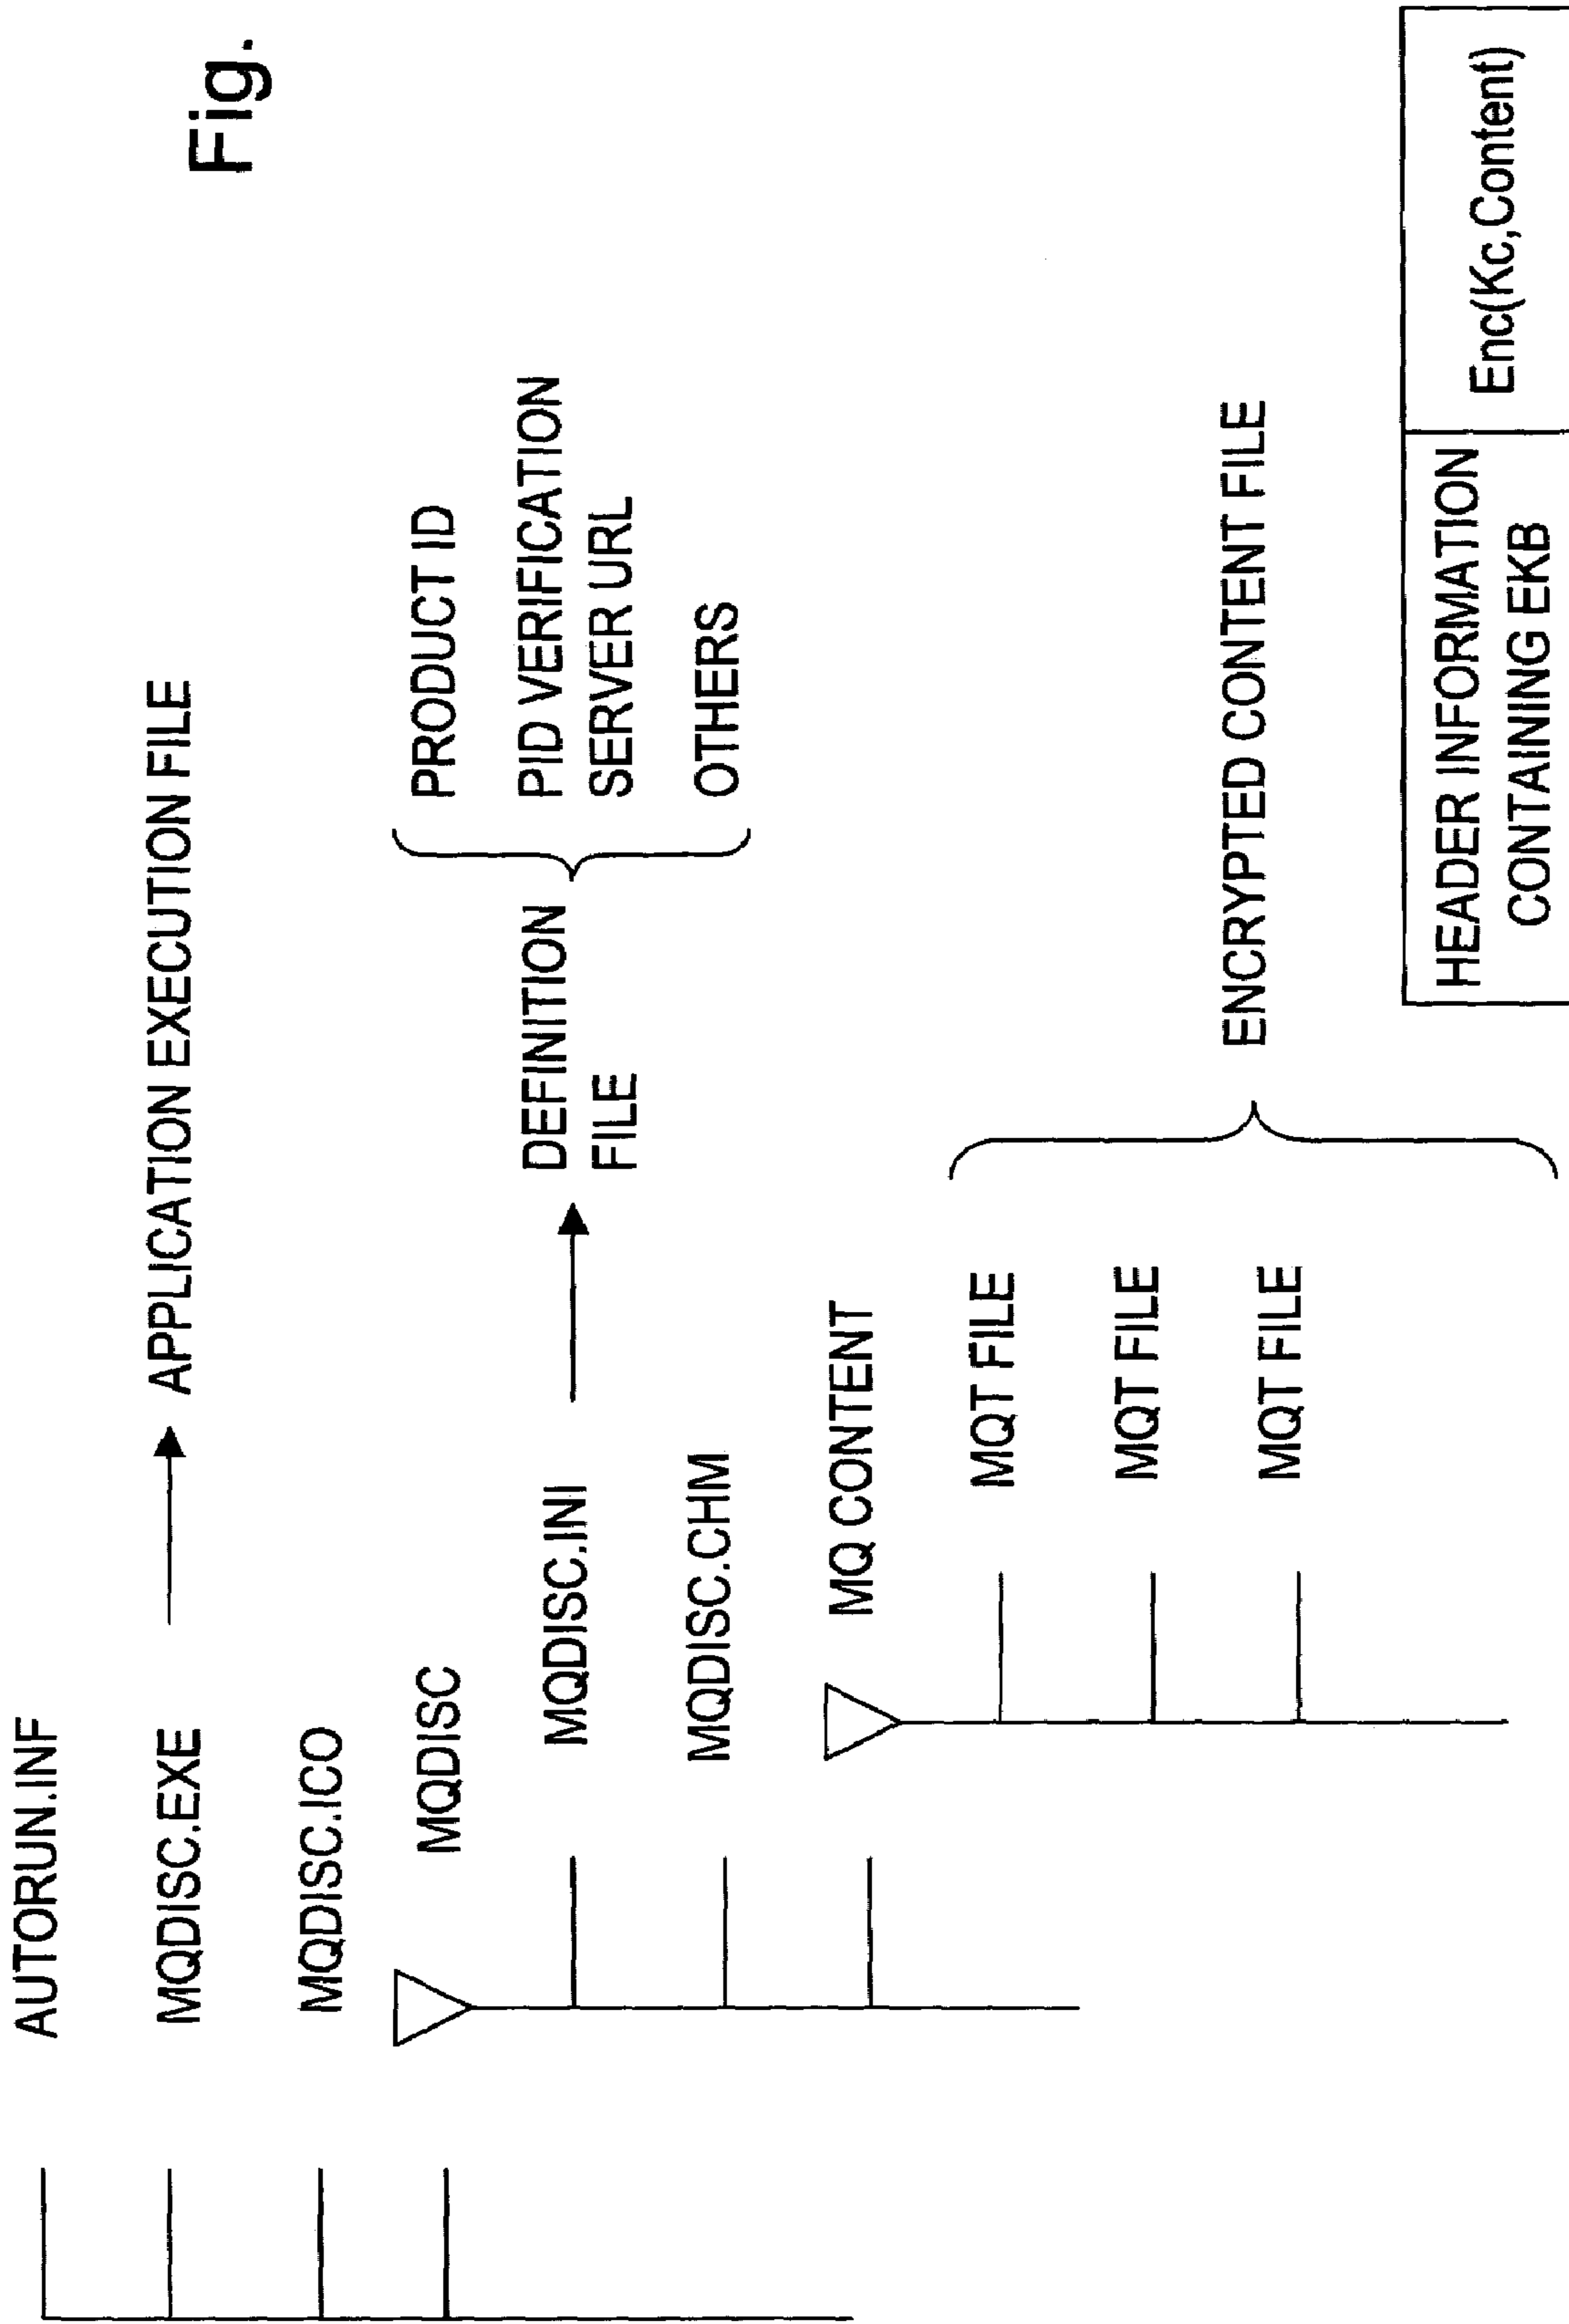 Fig.
AUTORUN.INF
MQDISC.EXE
APPLICATION EXECUTION FILE
MQDISC.ICO
MQDISC
MQDISC.INI
DEFINITION
FILE
PRODUCT ID
PID VERIFICATION
SERVER URL
OTHERS
MQDISC.CHM
MQ CONTENT
MQT FILE
MQT FILE
MQT FILE
ENCRYPTED CONTENT FILE
HEADER INFORMATION
CONTAINING EKB
Enc(Kc,Content)